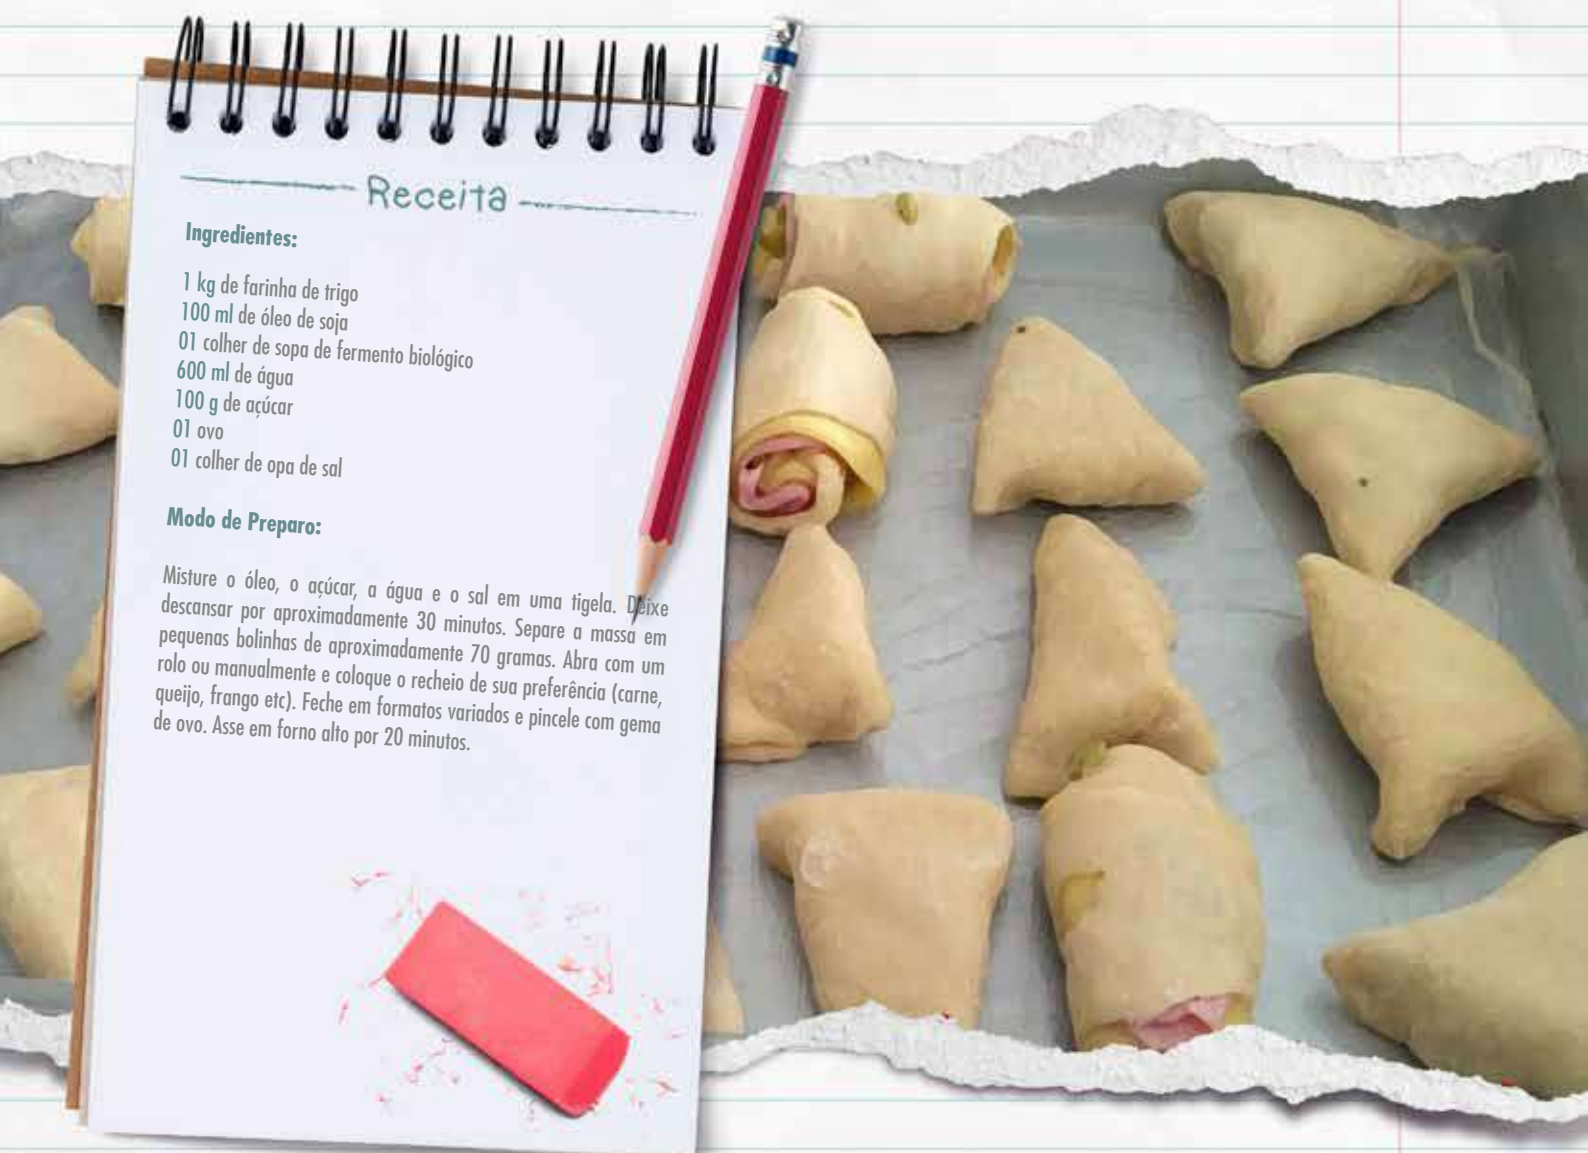 Receita
Ingredientes:
1 kg de farinha de trigo
100 ml de óleo de soja
01 colher de sopa de fermento biológico
600 ml de água
100 g de açúcar
01 ovo
01 colher de opa de sal
Modo de Preparo:
Misture o óleo, o açúcar, a água e o sal em uma tigela. Deixe
descansar por aproximadamente 30 minutos. Separe a massa em
pequenas bolinhas de aproximadamente 70 gramas. Abra com um
rolo ou manualmente e coloque o recheio de sua preferência (carne,
queijo, frango etc). Feche em formatos variados e pincele com gema
de ovo. Asse em forno alto por 20 minutos.